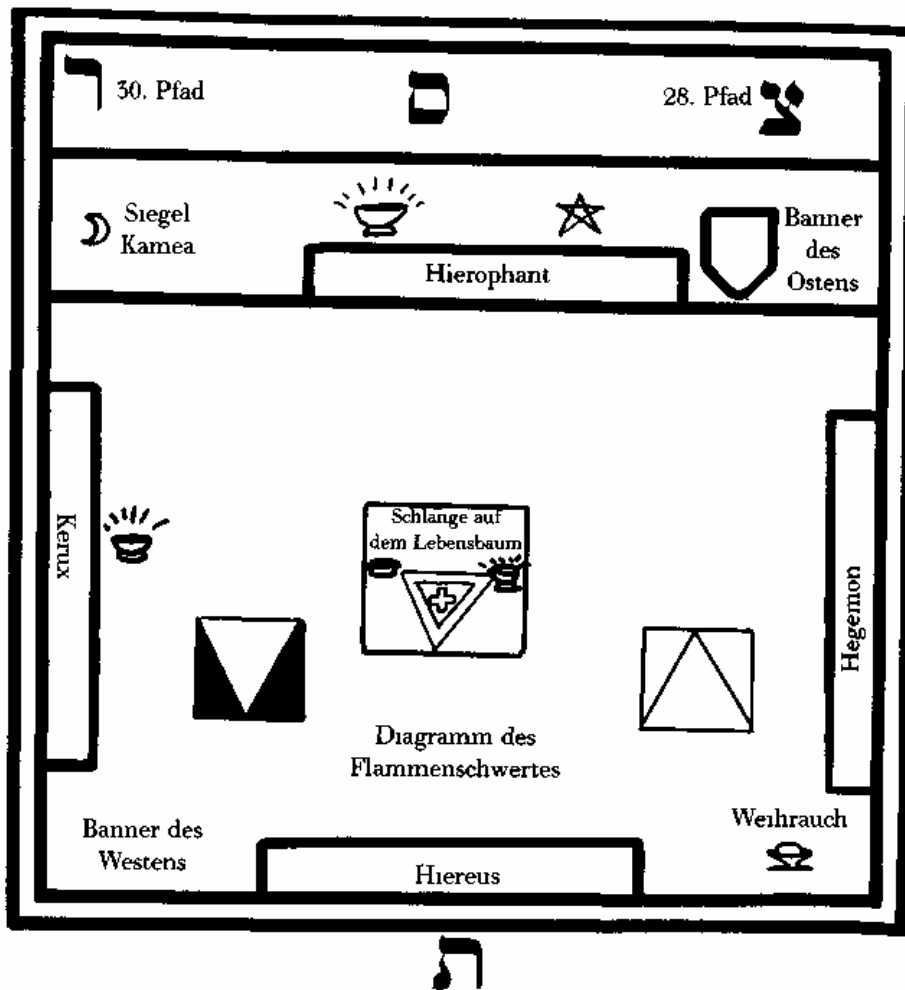 ר 30. Pfad ם 28. Pfad צ
Siegel
Kamea
Hierophant
Banner
des
Ostens
Kerux
Schlange auf
dem Lebensbaum
Hegemon
Diagramm des
Flammenschwertes
Banner des
Westens
Hiereus
Weihrauch
ת